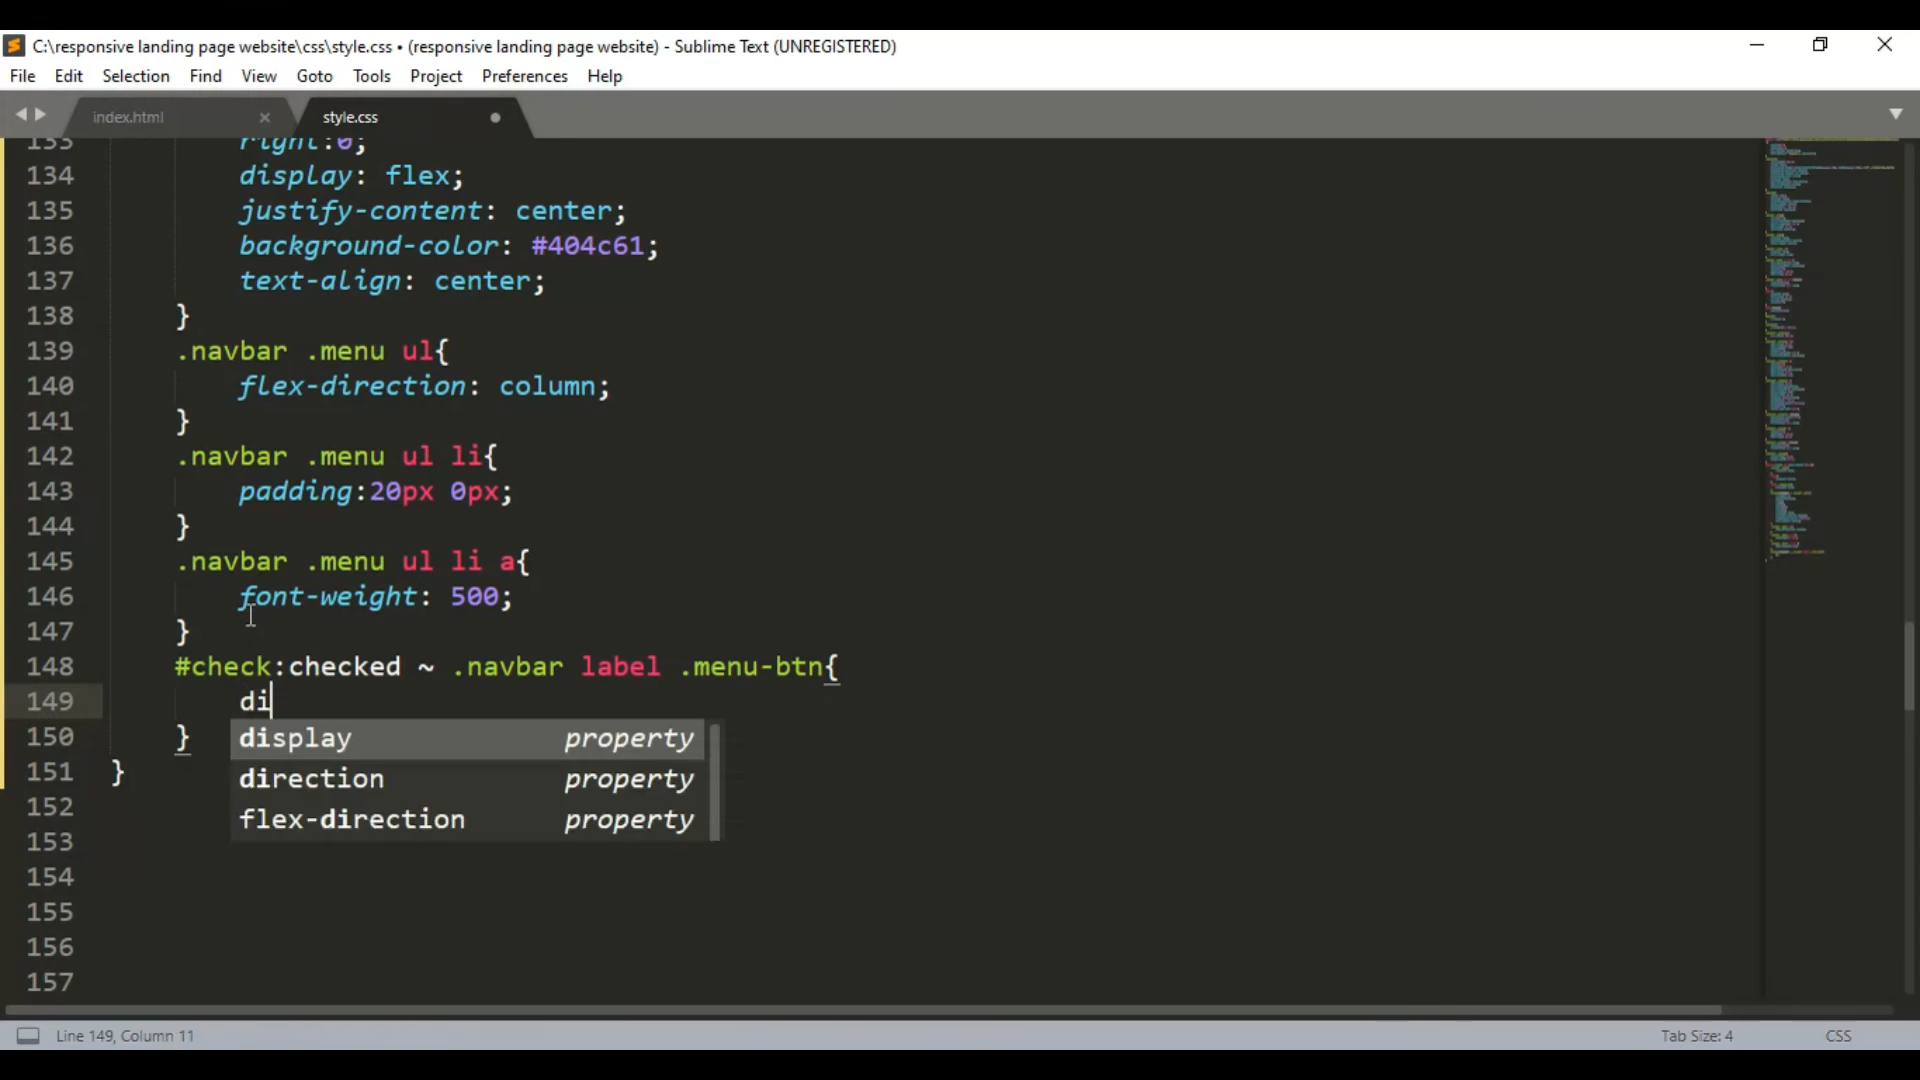 C:\responsive landing page website\css\style.css • (responsive landing page website) - Sublime Text (UNREGISTERED)
File Edit Selection Find View Goto Tools Project Preferences Help
index.html style.css
133 right:0;
134 display: flex;
135 justify-content: center;
136 background-color: #404c61;
137 text-align: center;
138 }
139 .navbar .menu ul{
140 flex-direction: column;
141 }
142 .navbar .menu ul li{
143 padding:20px 0px;
144 }
145 .navbar .menu ul li a{
146 font-weight: 500;
147 }
148 #check:checked ~ .navbar label .menu-btn{
149 di
150 }
display property
151 }
direction property
152
flex-direction property
153
154
155
156
157
Line 149, Column 11 Tab Size: 4 CSS